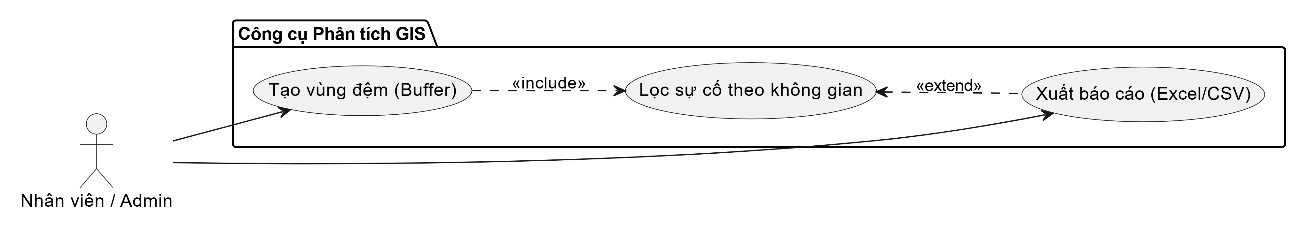 Công cụ Phân tích GIS
Tạo vùng đệm (Buffer)
«include»
Lọc sự cố theo không gian
«extend»
Xuất báo cáo (Excel/CSV)
Nhân viên / Admin